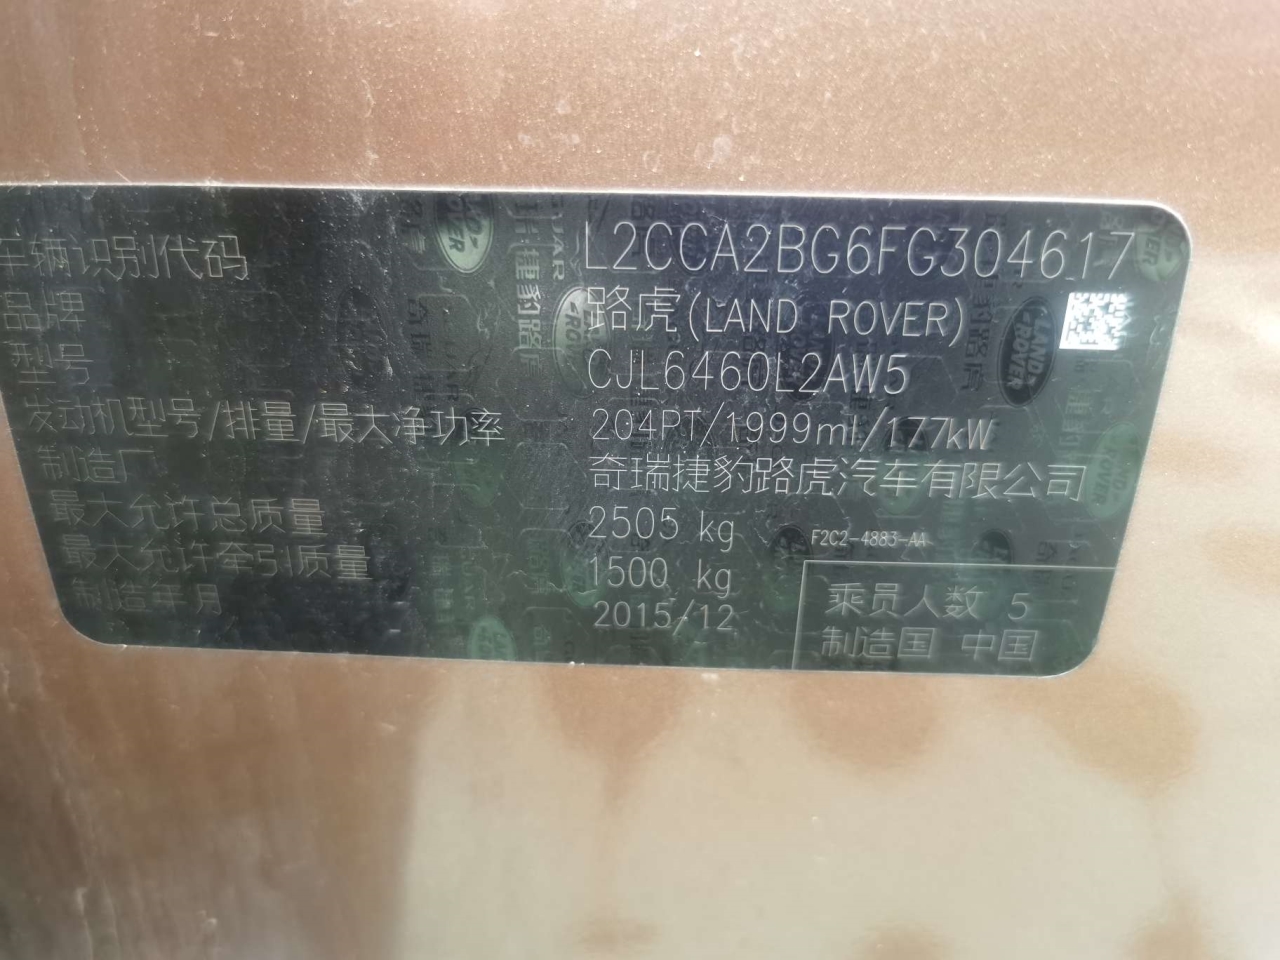 车辆识别代码 L2CCA2BG6FG304617
品牌 路虎(LAND ROVER)
型号 CJL6460L2AW5
发动机型号/排量/最大净功率 204PT/1999ml/177kW
制造厂 奇瑞捷豹路虎汽车有限公司
最大允许总质量 2505 kg
F2C2-4883-AA
最大允许牵引质量 1500 kg
制造年月 2015/12
乘员人数 5
制造国 中国